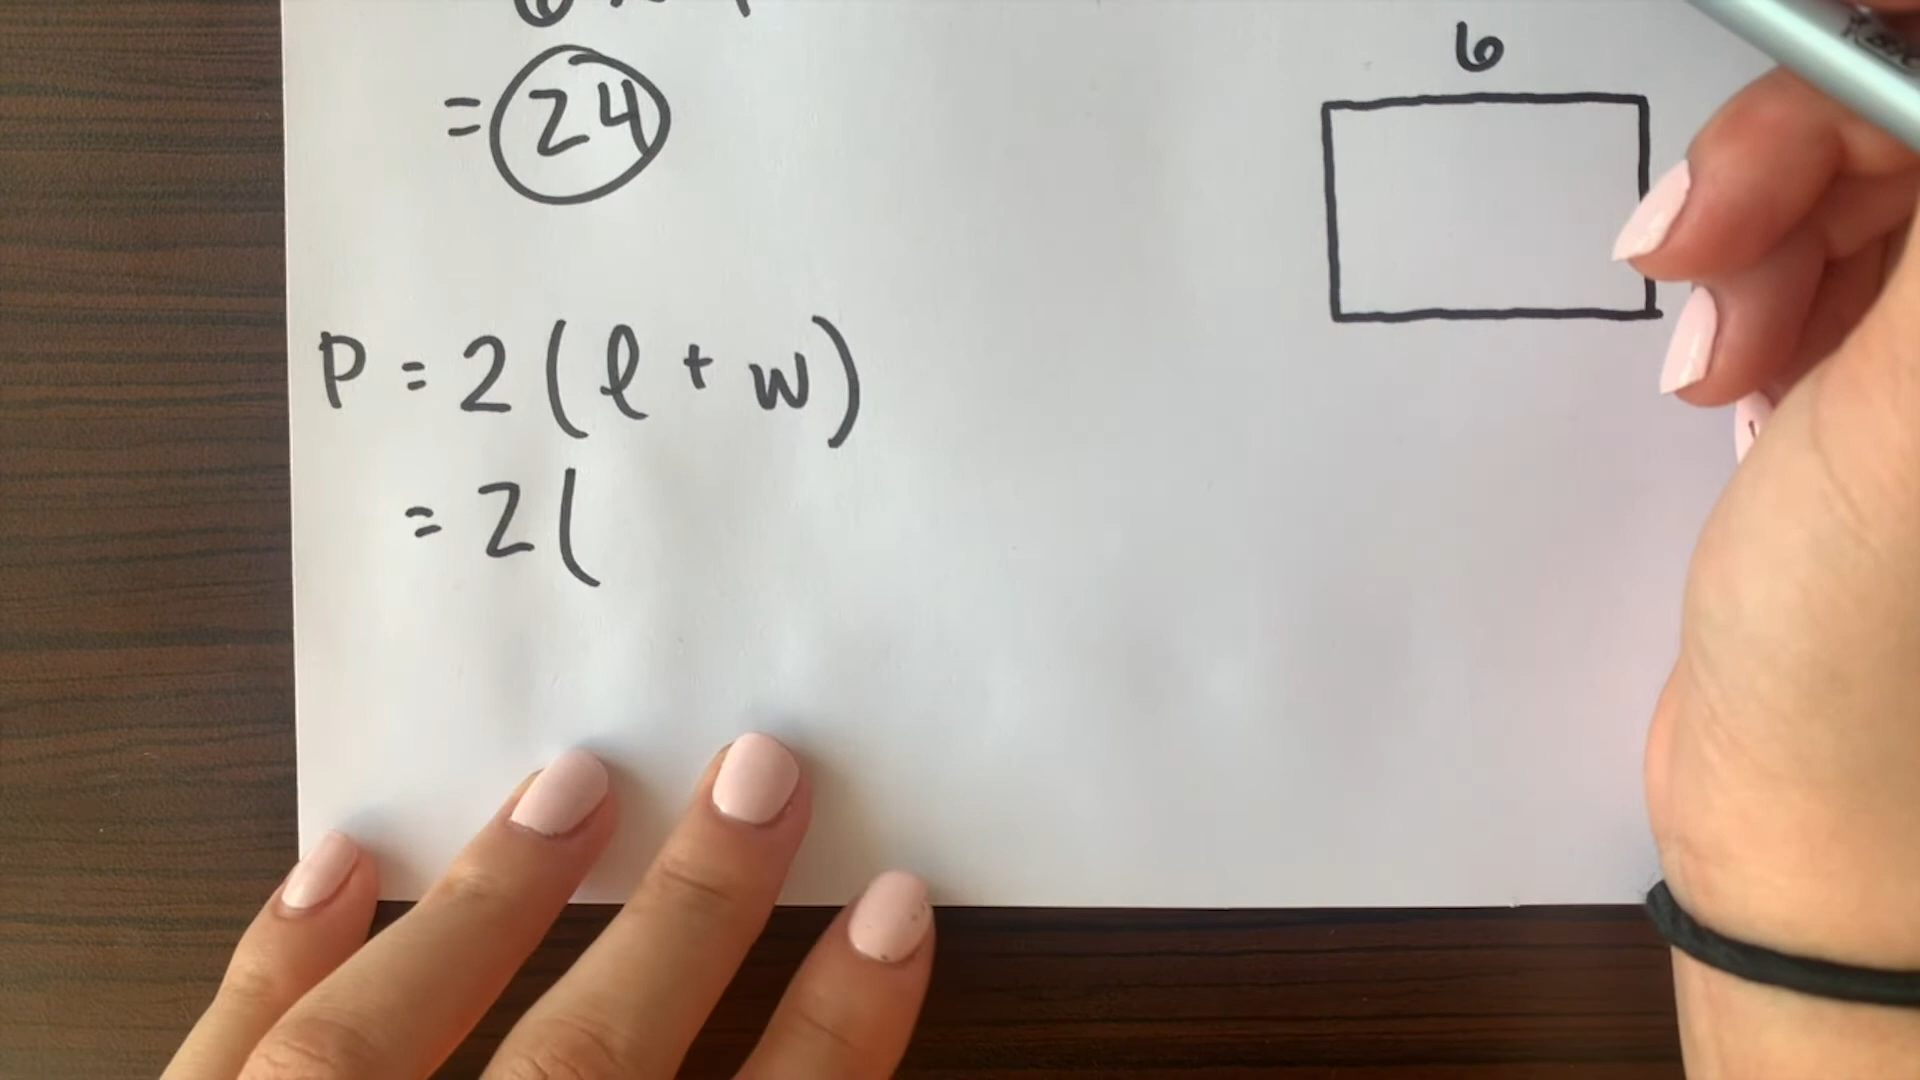 = 24
6
P = 2 ( l + w )
= 2 (